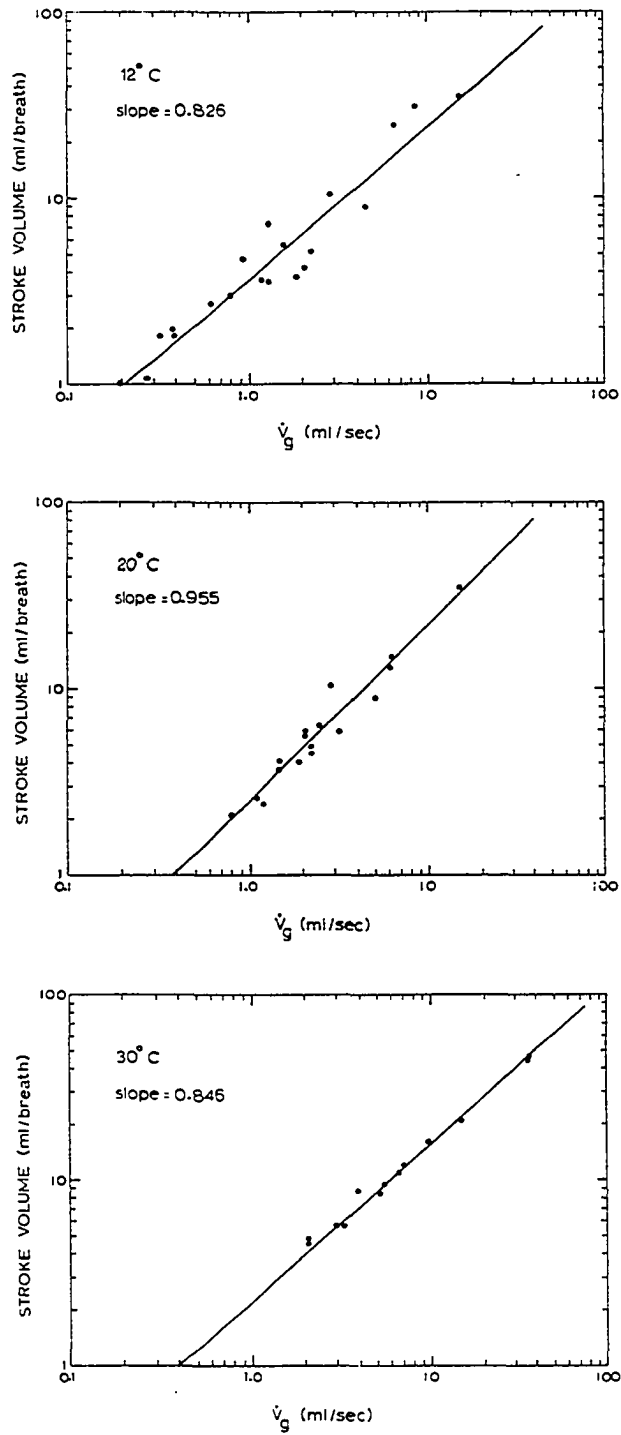 100
12°C
slope = 0.826
10
1
0.1
1.0
10
100
STROKE VOLUME (ml/breath)
V̇g (ml/sec)
100
20°C
slope = 0.955
10
1
0.1
1.0
10
100
STROKE VOLUME (ml/breath)
V̇g (ml/sec)
100
30°C
slope = 0.846
10
1
0.1
1.0
10
100
STROKE VOLUME (ml/breath)
V̇g (ml/sec)